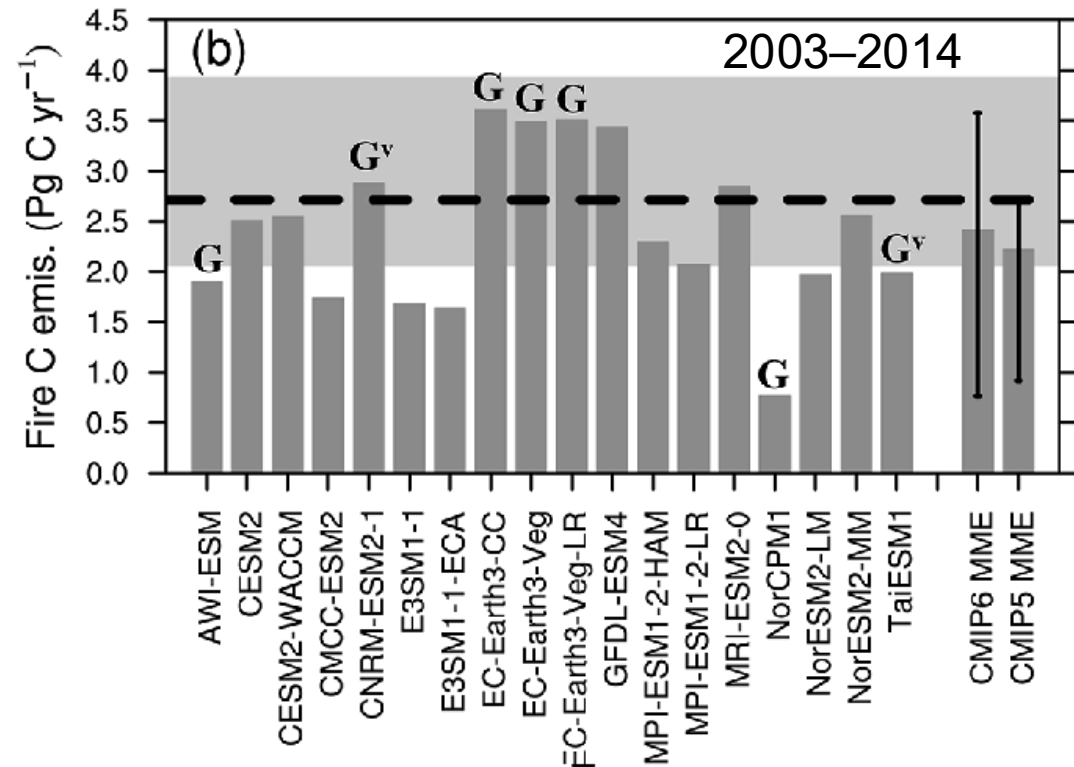 (b)
2003–2014
Fire C emis. (Pg C yr−1)
4.5
4.0
3.5
3.0
2.5
2.0
1.5
1.0
0.5
0.0
G
Gv
G
G
G
G
Gv
AWI-ESM
CESM2
CESM2-WACCM
CMCC-ESM2
CNRM-ESM2-1
E3SM1-1
E3SM1-1-ECA
EC-Earth3-CC
EC-Earth3-Veg
EC-Earth3-Veg-LR
GFDL-ESM4
MPI-ESM1-2-HAM
MPI-ESM1-2-LR
MRI-ESM2-0
NorCPM1
NorESM2-LM
NorESM2-MM
TaiESM1
CMIP6 MME
CMIP5 MME